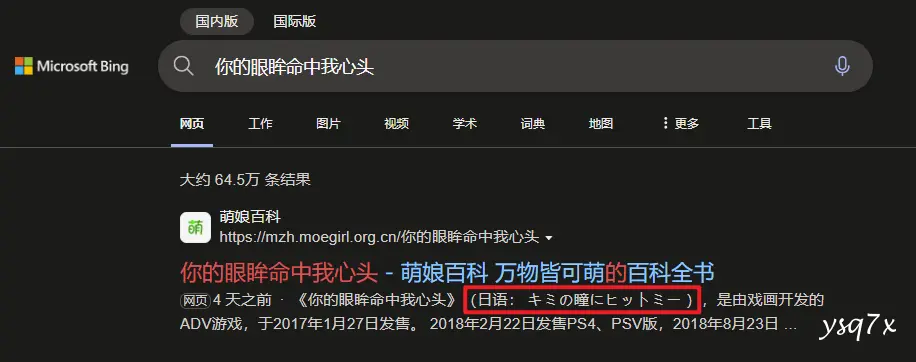 国内版 国际版
Microsoft Bing 你的眼眸命中我心头
网页 工作 图片 视频 学术 词典 地图 更多 工具
大约 64.5万 条结果
萌 萌娘百科
https://mzh.moegirl.org.cn/你的眼眸命中我心头
你的眼眸命中我心头 - 萌娘百科 万物皆可萌的百科全书
网页 4 天之前 · 《你的眼眸命中我心头》(日语： キミの瞳にヒットミー )，是由戏画开发的
ADV游戏，于2017年1月27日发售。 2018年2月22日发售PS4、PSV版，2018年8月23日 ...
ysq7x